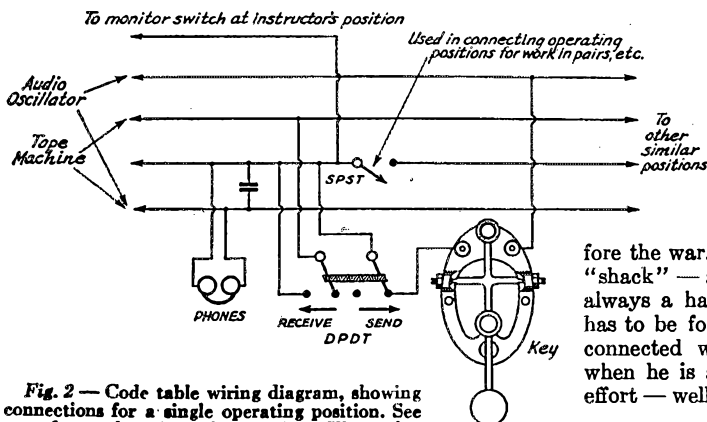 To monitor switch at instructor's position
Used in connecting operating
positions for work in pairs, etc.
Audio
Oscillator
Tape
Machine
To
other
similar
positions
SPST
PHONES
RECEIVE
SEND
DPDT
Key
Fig. 2 — Code table wiring diagram, showing
connections for a single operating position. See
fore the war.
"shack" — a
always a ha
has to be fo
connected w
when he is a
effort — well